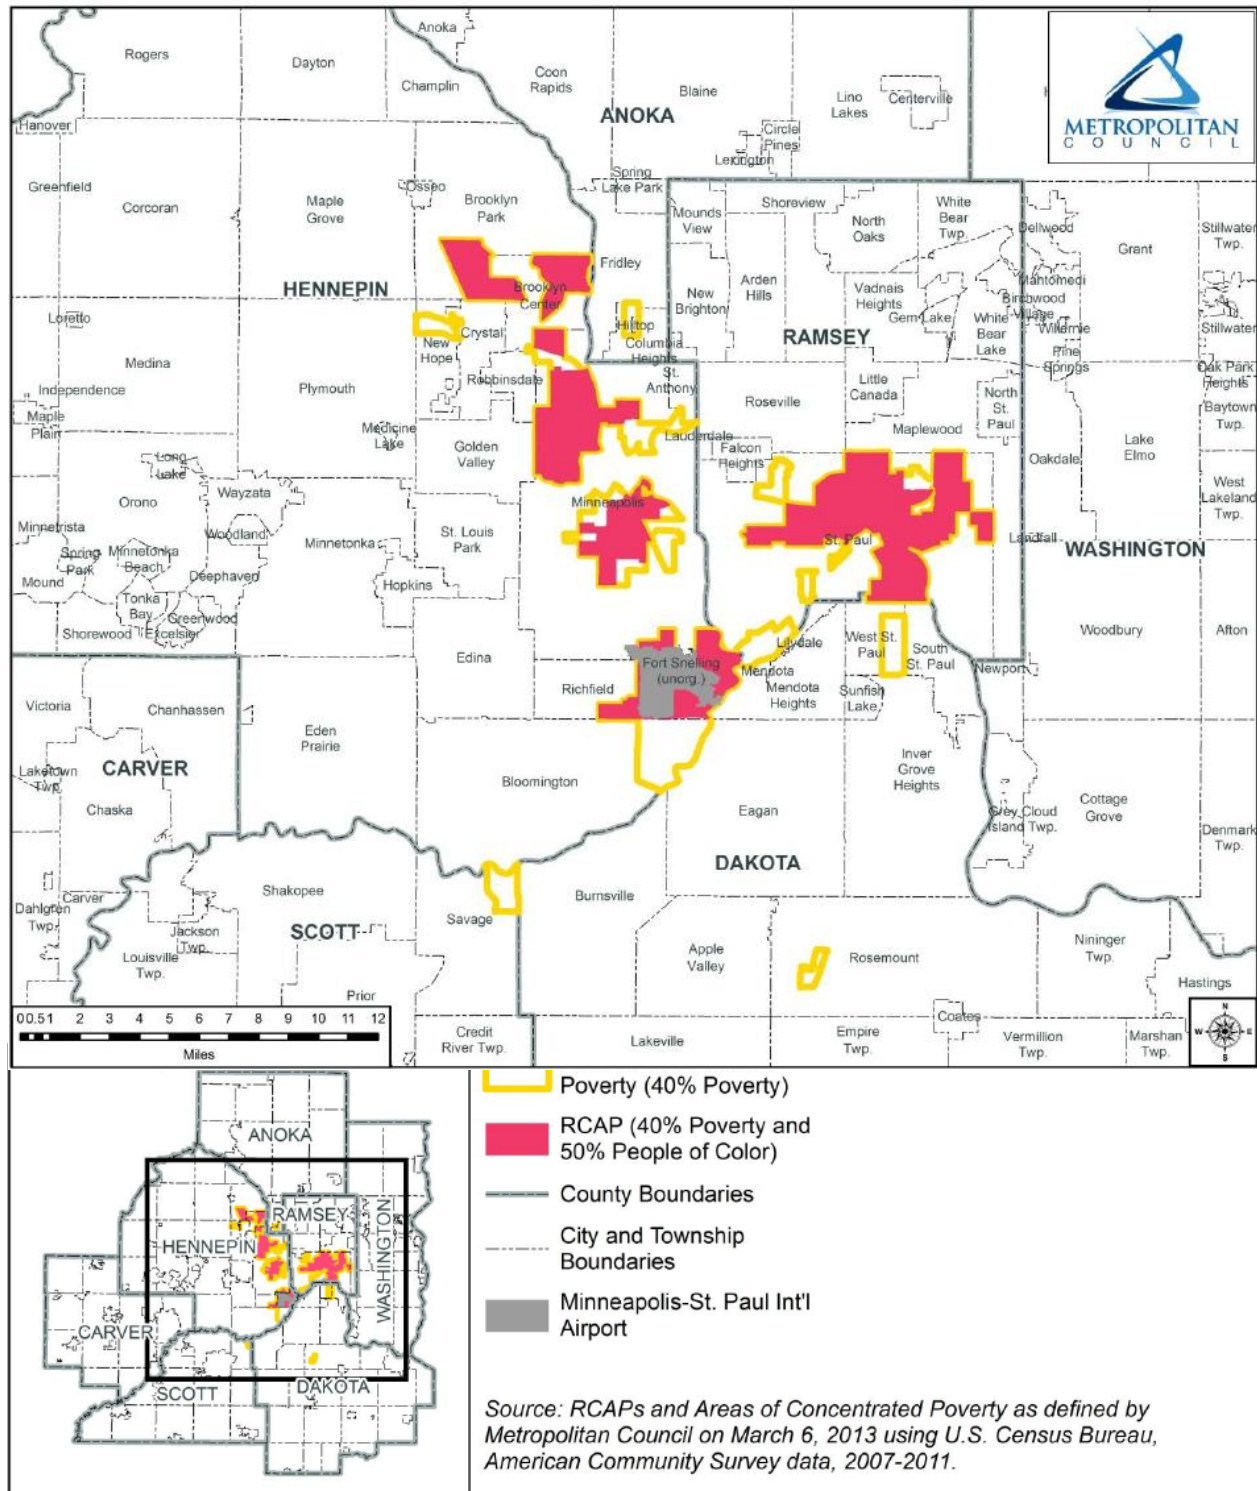 Anoka
Rogers
Dayton
Champlin
Coon
Rapids
Blaine
Lino
Lakes
Centerville
METROPOLITAN
COUNCIL
ANOKA
Hanover
Circle
Pines
Lexington
Greenfield
Corcoran
Maple
Grove
Osseo
Brooklyn
Park
Spring
Lake Park
Mounds
View
Shoreview
North
Oaks
White
Bear
Twp.
Dellwood
Grant
Stillwater
Twp.
HENNEPIN
Brooklyn
Center
Fridley
New
Brighton
Arden
Hills
Vadnais
Heights
Gem Lake
Mahtomedi
Birchwood
Village
White
Bear
Lake
Willernie
Pine
Springs
Stillwater
Oak Park
Heights
Loretto
Medina
Crystal
New
Hope
Hilltop
Columbia
Heights
St.
Anthony
RAMSEY
Independence
Plymouth
Robbinsdale
Roseville
Little
Canada
North
St.
Paul
Baytown
Twp.
Maple
Plain
Medicine
Lake
Golden
Valley
Lauderdale
Falcon
Heights
Maplewood
Oakdale
Lake
Elmo
Long
Lake
Orono
Wayzata
Minneapolis
West
Lakeland
Twp.
Minnetrista
Woodland
Minnetonka
St. Louis
Park
St. Paul
Landfall
WASHINGTON
Spring
Park
Minnetonka
Beach
Mound
Deephaven
Hopkins
Tonka
Bay
Greenwood
Shorewood
Excelsior
Edina
Fort Snelling
(unorg.)
Lilydale
West St.
Paul
South
St. Paul
Woodbury
Afton
Richfield
Mendota
Mendota
Heights
Sunfish
Lake
Newport
Victoria
Chanhassen
Eden
Prairie
CARVER
Laketown
Twp.
Chaska
Bloomington
Inver
Grove
Heights
Eagan
Grey Cloud
Island Twp.
Cottage
Grove
Denmark
Twp.
DAKOTA
Shakopee
Burnsville
Carver
Dahlgren
Twp.
Jackson
Twp.
Louisville
Twp.
SCOTT
Savage
Apple
Valley
Rosemount
Nininger
Twp.
Hastings
Prior
0 0.5 1 2 3 4 5 6 7 8 9 10 11 12
Miles
Credit
River Twp.
Lakeville
Empire
Twp.
Coates
Vermillion
Twp.
Marshan
Twp.
N
W E
S
ANOKA
RAMSEY
HENNEPIN
WASHINGTON
CARVER
SCOTT
DAKOTA
Poverty (40% Poverty)
RCAP (40% Poverty and
50% People of Color)
County Boundaries
City and Township
Boundaries
Minneapolis-St. Paul Int'l
Airport
Source: RCAPs and Areas of Concentrated Poverty as defined by
Metropolitan Council on March 6, 2013 using U.S. Census Bureau,
American Community Survey data, 2007-2011.